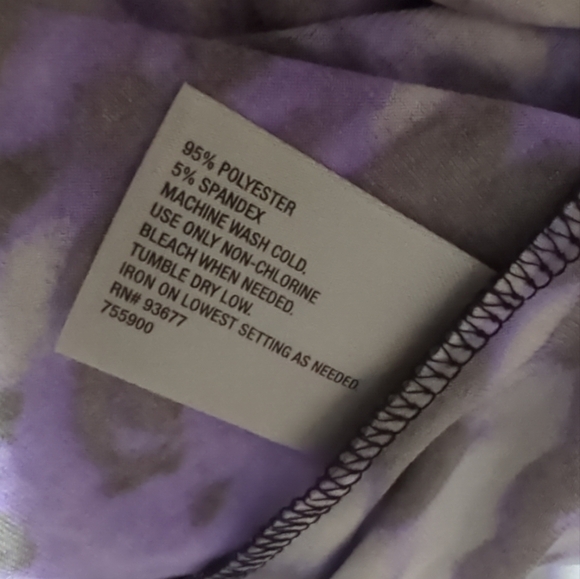 95% POLYESTER
5% SPANDEX
MACHINE WASH COLD.
USE ONLY NON-CHLORINE
BLEACH WHEN NEEDED.
TUMBLE DRY LOW.
IRON ON LOWEST SETTING AS NEEDED.
RN# 93677
755900